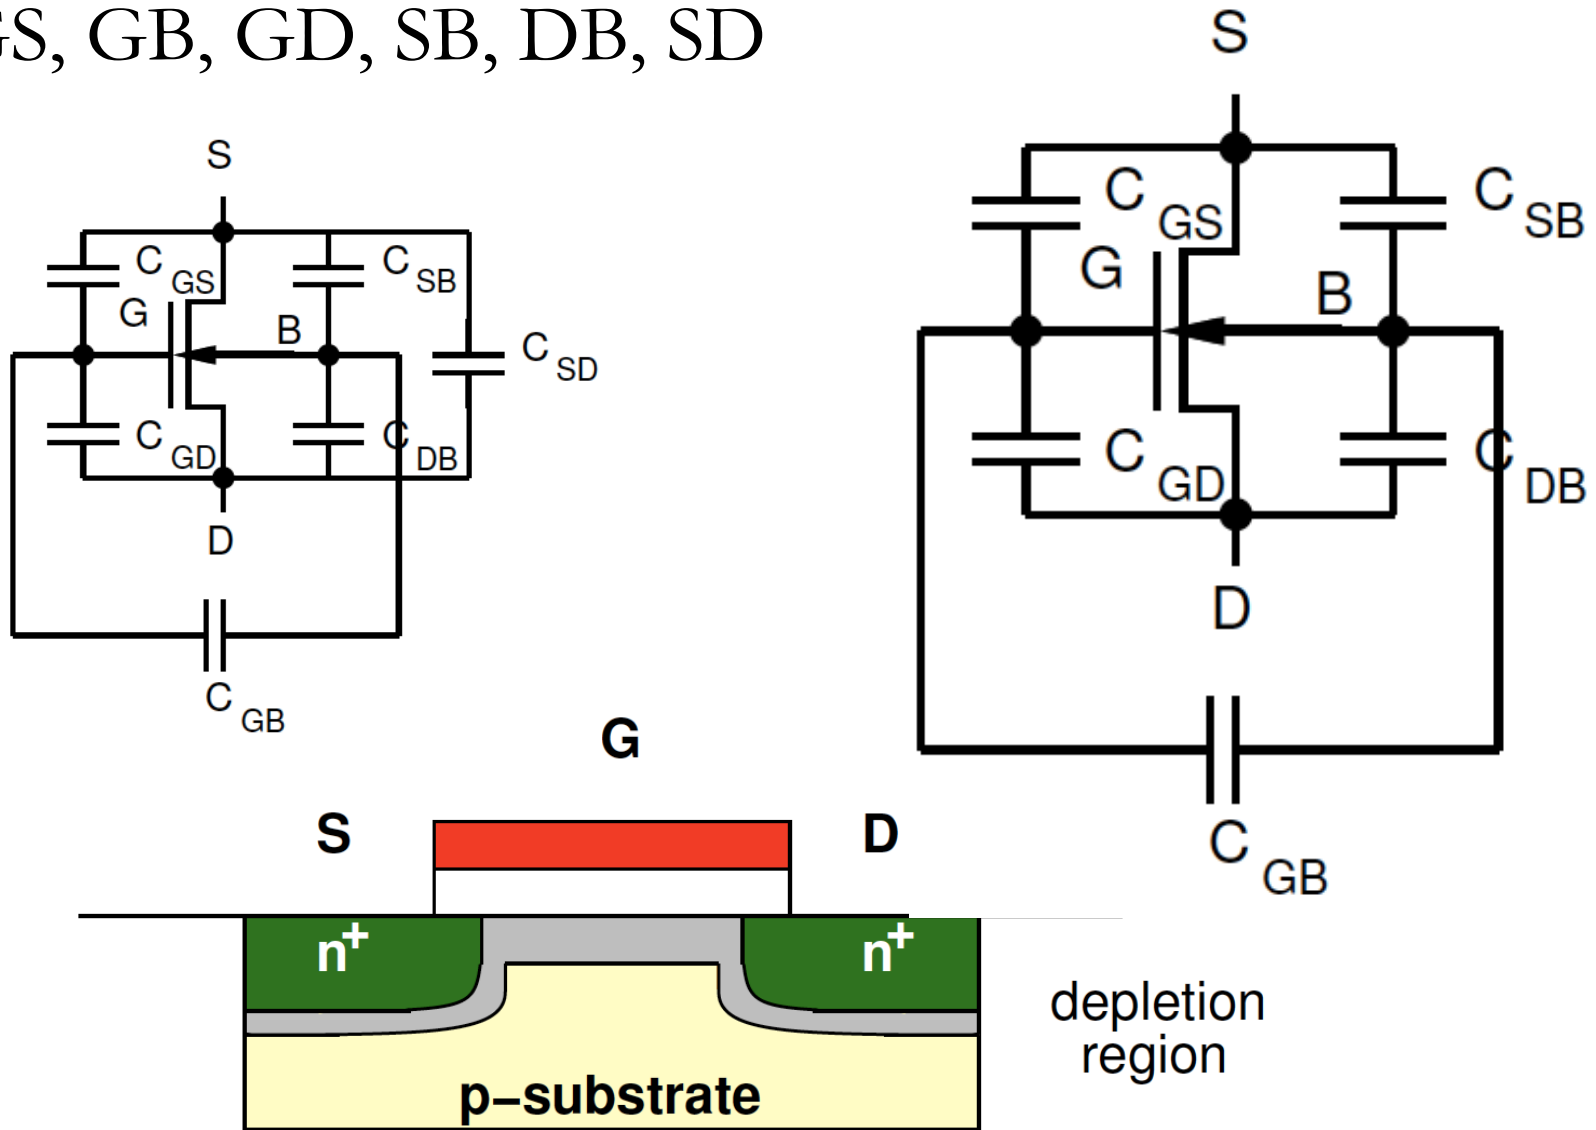 GS, GB, GD, SB, DB, SD
S
C GS
C SB
G
B
C SD
C GD
C DB
D
C GB
S
C GS
C SB
G
B
C GD
C DB
D
C GB
G
S
D
n+
n+
depletion
region
p–substrate